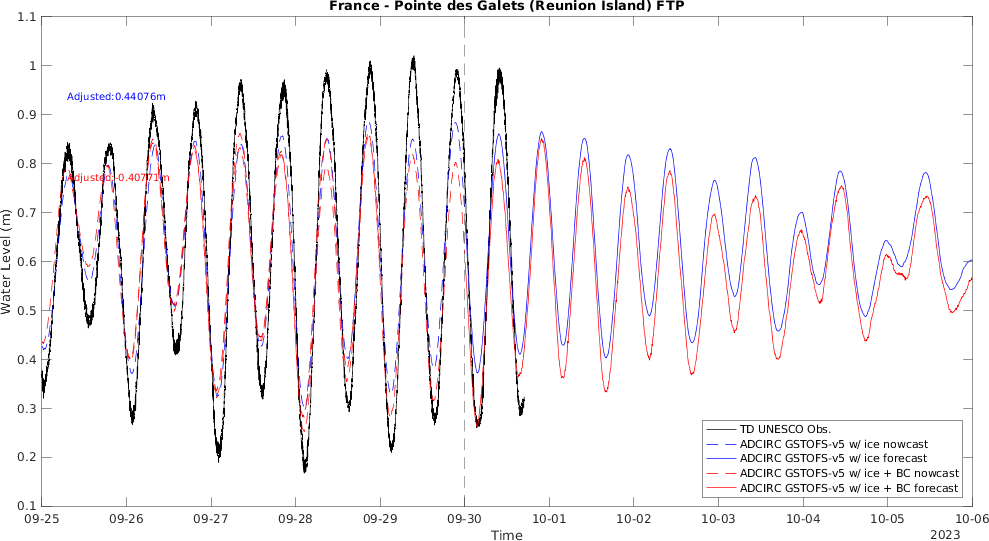 France - Pointe des Galets (Reunion Island) FTP
1.1
1
0.9
0.8
0.7
0.6
0.5
0.4
0.3
0.2
0.1
Water Level (m)
Adjusted:0.44076m
Adjusted:-0.40771m
TD UNESCO Obs.
ADCIRC GSTOFS-v5 w/ ice nowcast
ADCIRC GSTOFS-v5 w/ ice forecast
ADCIRC GSTOFS-v5 w/ ice + BC nowcast
ADCIRC GSTOFS-v5 w/ ice + BC forecast
09-25 09-26 09-27 09-28 09-29 09-30 10-01 10-02 10-03 10-04 10-05 10-06
Time
2023